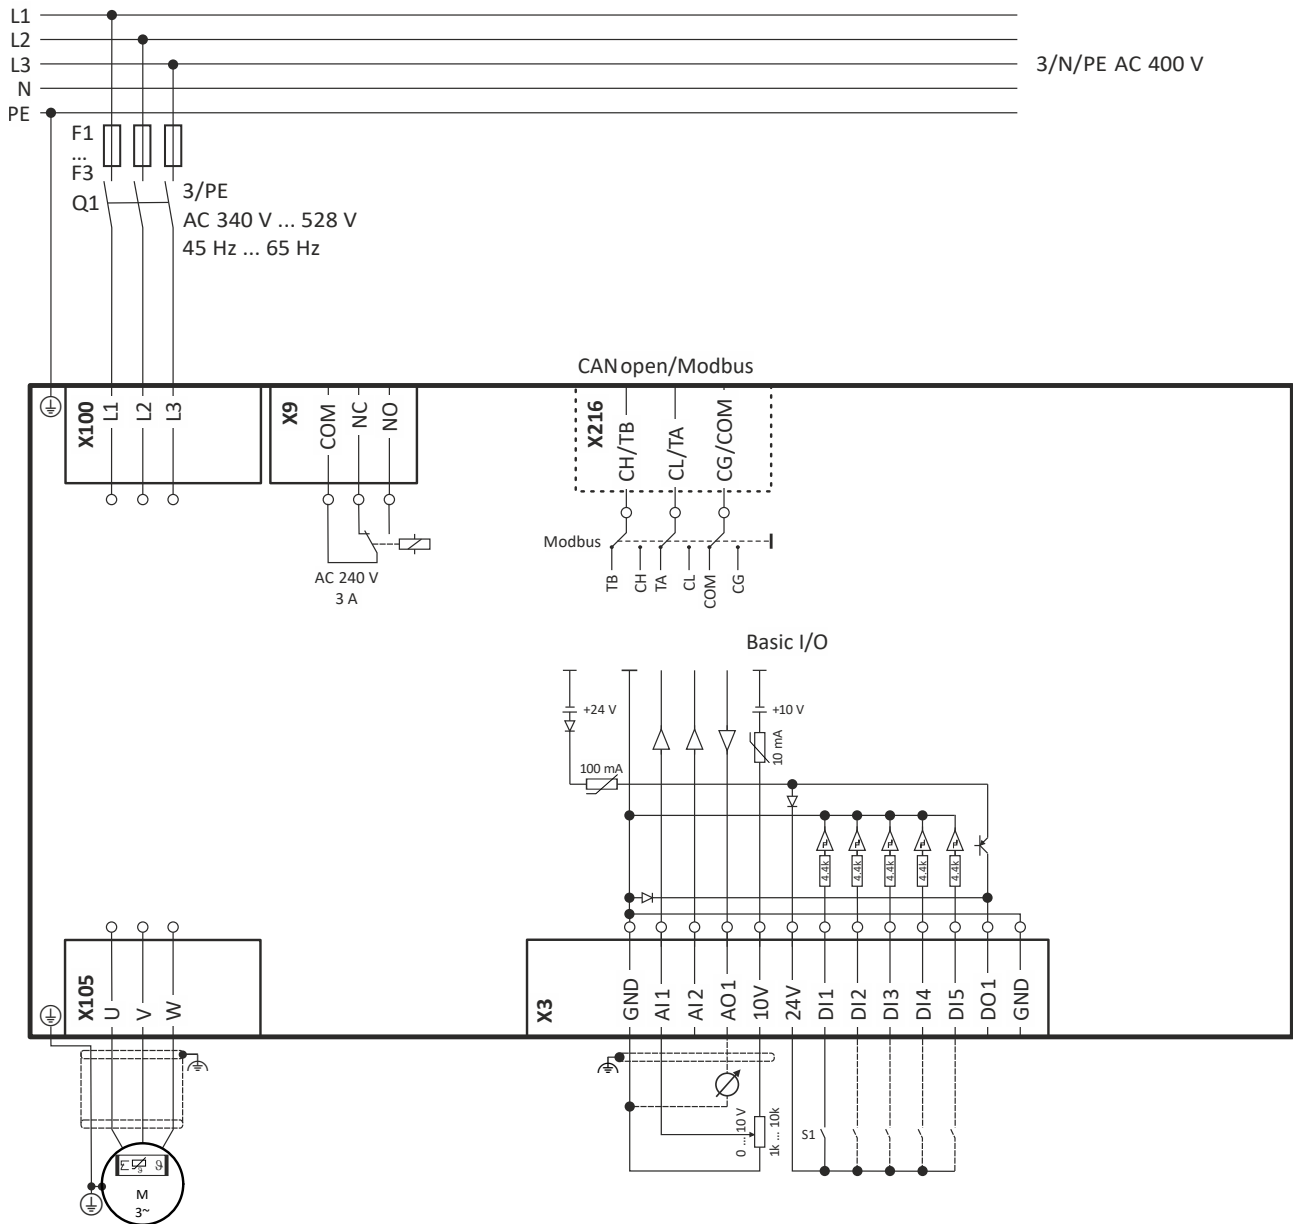 L1
L2
L3
N
PE
3/N/PE AC 400 V
F1
...
F3
Q1
3/PE
AC 340 V ... 528 V
45 Hz ... 65 Hz
CANopen/Modbus
X100
L1
L2
L3
X9
COM
NC
NO
X216
CH/TB
CL/TA
CG/COM
AC 240 V
3 A
Modbus
TB
CH
TA
CL
COM
CG
Basic I/O
+24 V
+10 V
10 mA
100 mA
4.4k
4.4k
4.4k
4.4k
4.4k
X105
U
V
W
X3
GND
AI1
AI2
AO1
10V
24V
DI1
DI2
DI3
DI4
DI5
DO1
GND
0 ... 10 V
1k ... 10k
S1
ϑ
M
3~